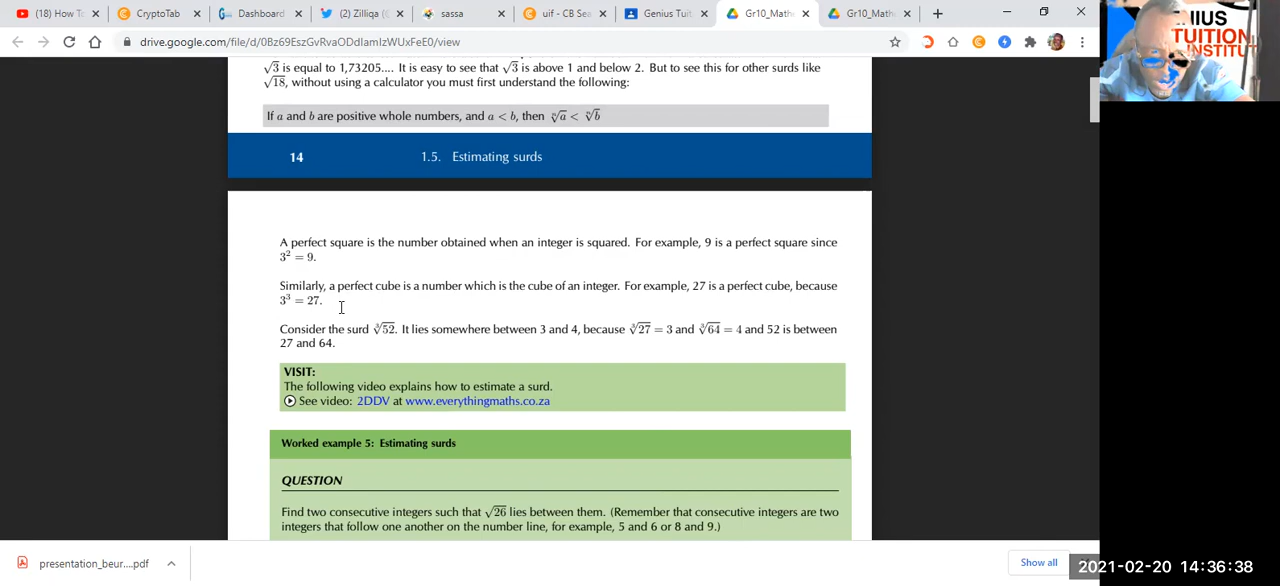 (18) How T
CryptoTab
Dashboard
(2) Zilliqa (
sassa
uif - CB Sea
Genius Tuit
Gr10_Mathe
Gr10_Mathe
drive.google.com/file/d/0Bz69EszGvRvaODdIamIzWUxFeE0/view
NIUS
TUITION
INSTITU
√3 is equal to 1,73205.... It is easy to see that √3 is above 1 and below 2. But to see this for other surds like
√18, without using a calculator you must first understand the following:
If a and b are positive whole numbers, and a < b, then ⁿ√a < ⁿ√b
14 1.5. Estimating surds
A perfect square is the number obtained when an integer is squared. For example, 9 is a perfect square since
3² = 9.
Similarly, a perfect cube is a number which is the cube of an integer. For example, 27 is a perfect cube, because
3³ = 27.
Consider the surd ³√52. It lies somewhere between 3 and 4, because ³√27 = 3 and ³√64 = 4 and 52 is between
27 and 64.
VISIT:
The following video explains how to estimate a surd.
See video: 2DDV at www.everythingmaths.co.za
Worked example 5: Estimating surds
QUESTION
Find two consecutive integers such that √26 lies between them. (Remember that consecutive integers are two
integers that follow one another on the number line, for example, 5 and 6 or 8 and 9.)
presentation_beur....pdf
Show all
2021-02-20 14:36:38